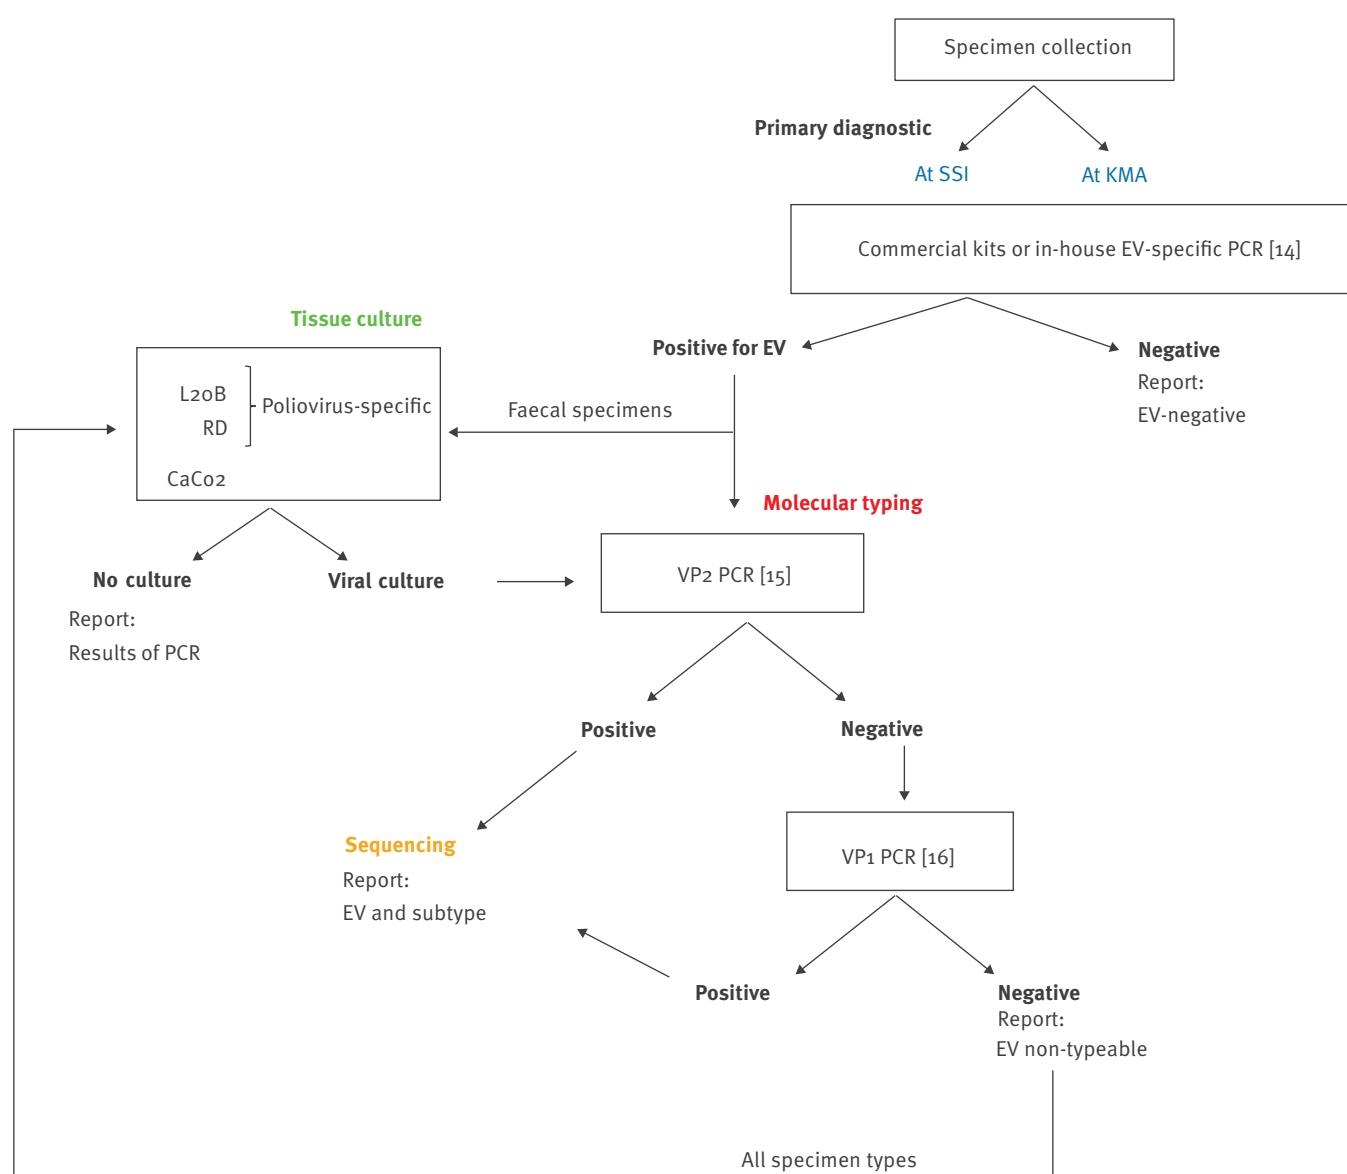 Specimen collection
Primary diagnostic
At SSI
At KMA
Commercial kits or in-house EV-specific PCR [14]
Tissue culture
Positive for EV
Negative
Report:
EV-negative
L20B
RD
Poliovirus-specific
CaCo2
Faecal specimens
Molecular typing
No culture
Report:
Results of PCR
Viral culture
VP2 PCR [15]
Positive
Negative
Sequencing
Report:
EV and subtype
VP1 PCR [16]
Positive
Negative
Report:
EV non-typeable
All specimen types